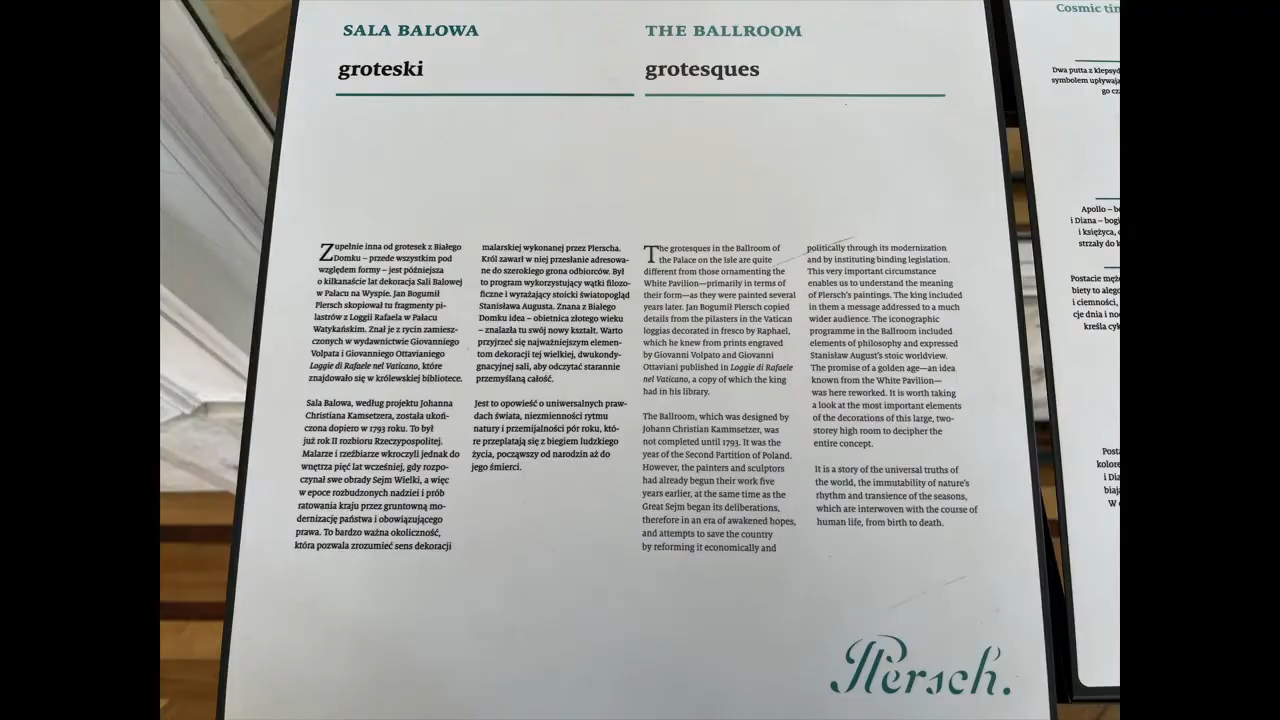 SALA BALOWA
groteski
Zupełnie inna od grotesek z Białego
Domku – przede wszystkim pod
względem formy – jest późniejsza
o kilkanaście lat dekoracja Sali Balowej
w Pałacu na Wyspie. Jan Bogumił
Plersch skopiował tu fragmenty pi-
lastrów z Loggii Rafaela w Pałacu
Watykańskim. Znał je z rycin zamiesz-
czonych w wydawnictwie Giovanniego
Volpata i Giovanniego Ottavianiego
Loggie di Rafaele nel Vaticano, które
znajdowało się w królewskiej bibliotece.
Sala Balowa, według projektu Johanna
Christiana Kamsetzera, została ukoń-
czona dopiero w 1793 roku. To był
już rok II rozbioru Rzeczypospolitej.
Malarze i rzeźbiarze wkroczyli jednak do
wnętrza pięć lat wcześniej, gdy rozpo-
czynał swe obrady Sejm Wielki, a więc
w epoce rozbudzonych nadziei i prób
ratowania kraju przez gruntowną mo-
dernizację państwa i obowiązującego
prawa. To bardzo ważna okoliczność,
która pozwala zrozumieć sens dekoracji
malarskiej wykonanej przez Plerscha.
Król zawarł w niej przesłanie adresowa-
ne do szerokiego grona odbiorców. Był
to program wykorzystujący wątki filozo-
ficzne i wyrażający stoicki światopogląd
Stanisława Augusta. Znana z Białego
Domku idea – obietnica złotego wieku
– znalazła tu swój nowy kształt. Warto
przyjrzeć się najważniejszym elemen-
tom dekoracji tej wielkiej, dwukondy-
gnacyjnej sali, aby odczytać starannie
przemyślaną całość.
Jest to opowieść o uniwersalnych praw-
dach świata, niezmienności rytmu
natury i przemijalności pór roku, któ-
re przeplatają się z biegiem ludzkiego
życia, począwszy od narodzin aż do
jego śmierci.
THE BALLROOM
grotesques
The grotesques in the Ballroom of
the Palace on the Isle are quite
different from those ornamenting the
White Pavilion—primarily in terms of
their form—as they were painted several
years later. Jan Bogumił Plersch copied
details from the pilasters in the Vatican
loggias decorated in fresco by Raphael,
which he knew from prints engraved
by Giovanni Volpato and Giovanni
Ottaviani published in Loggie di Rafaele
nel Vaticano, a copy of which the king
had in his library.
The Ballroom, which was designed by
Johann Christian Kammsetzer, was
not completed until 1793. It was the
year of the Second Partition of Poland.
However, the painters and sculptors
had already begun their work five
years earlier, at the same time as the
Great Sejm began its deliberations,
therefore in an era of awakened hopes,
and attempts to save the country
by reforming it economically and
politically through its modernization
and by instituting binding legislation.
This very important circumstance
enables us to understand the meaning
of Plersch's paintings. The king included
in them a message addressed to a much
wider audience. The iconographic
programme in the Ballroom included
elements of philosophy and expressed
Stanisław August's stoic worldview.
The promise of a golden age—an idea
known from the White Pavilion—
was here reworked. It is worth taking
a look at the most important elements
of the decorations of this large, two-
storey high room to decipher the
entire concept.
It is a story of the universal truths of
the world, the immutability of nature's
rhythm and transience of the seasons,
which are interwoven with the course of
human life, from birth to death.
Plersch.
Cosmic
Dwa putta z
symbolem
go
Apollo –
i Diana –
i księżyca,
strzały do
Postacie
biety to
i ciemności,
cje dnia i
kreśla
i
W